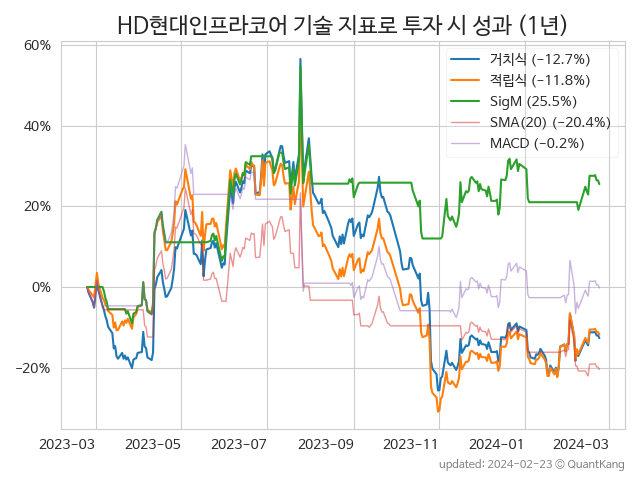 HD현대인프라코어 기술 지표로 투자 시 성과 (1년)
60%
40%
20%
0%
−20%
거치식 (−12.7%)
적립식 (−11.8%)
SigM (25.5%)
SMA(20) (−20.4%)
MACD (−0.2%)
2023−03 2023−05 2023−07 2023−09 2023−11 2024−01 2024−03
updated: 2024−02−23 ⓒ QuantKang